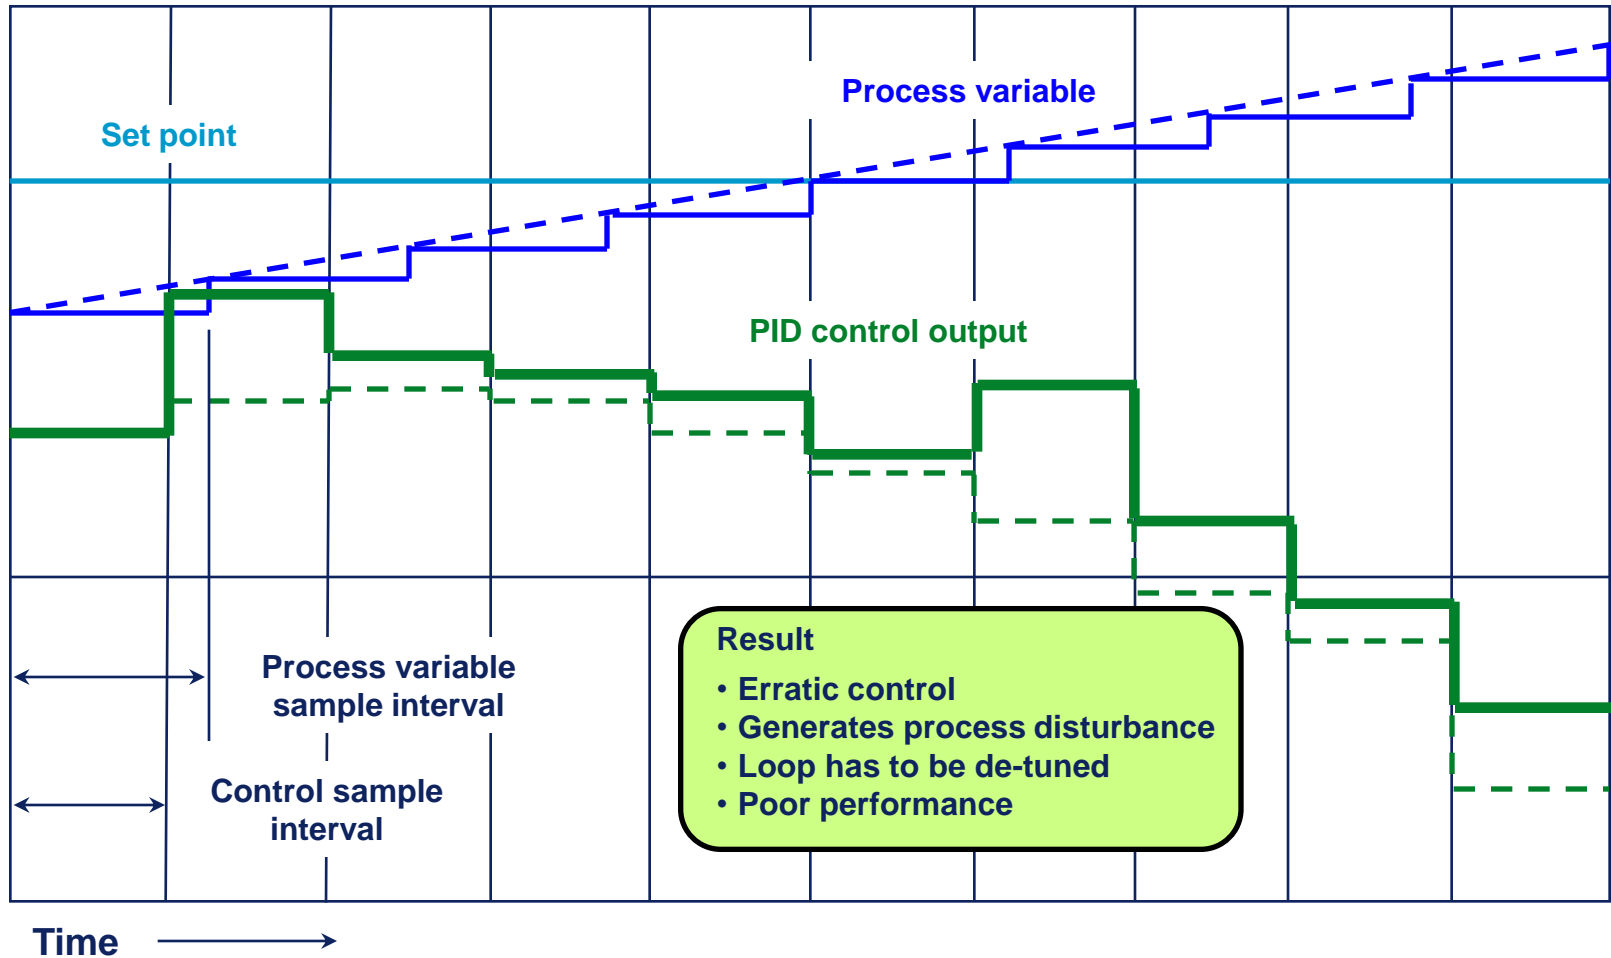 Process variable
Set point
PID control output
Result
• Erratic control
• Generates process disturbance
• Loop has to be de-tuned
• Poor performance
Process variable
sample interval
Control sample
interval
Time